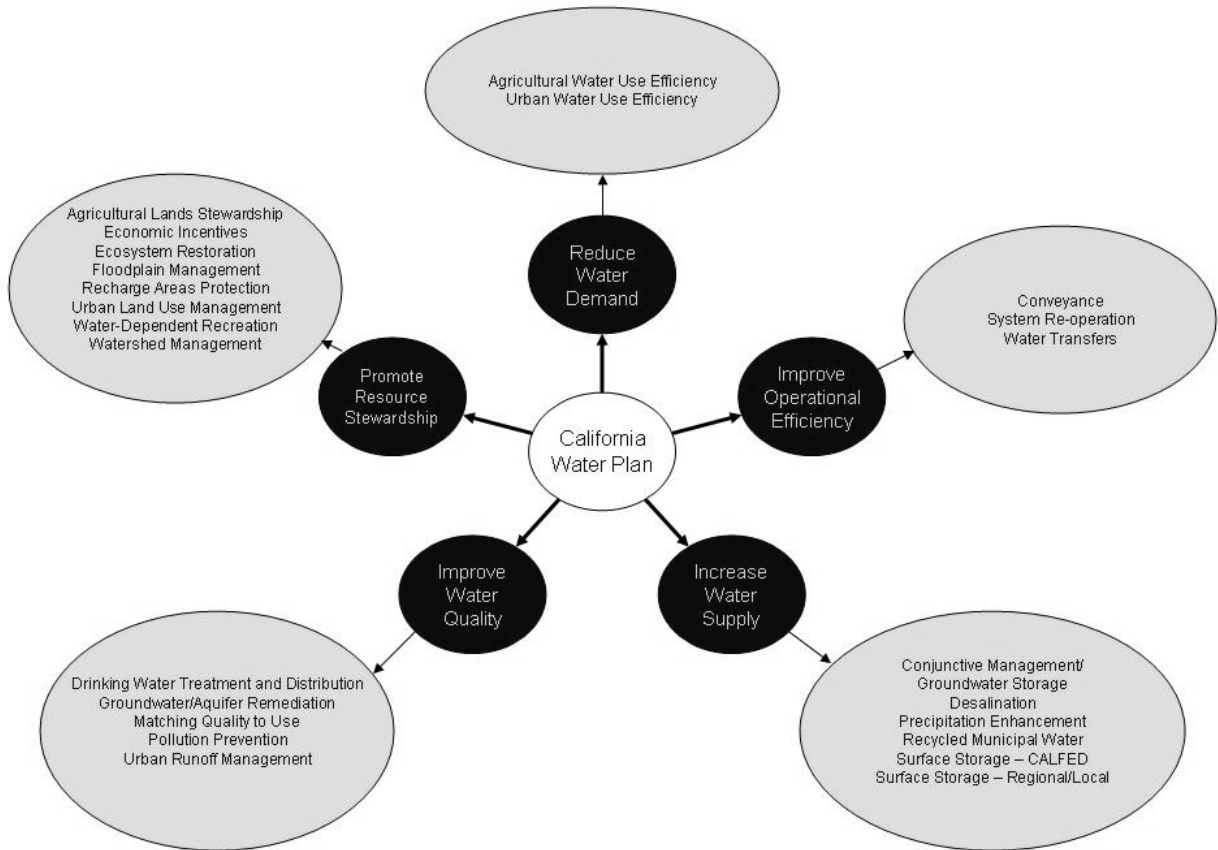 Agricultural Water Use Efficiency
Urban Water Use Efficiency
Agricultural Lands Stewardship
Economic Incentives
Ecosystem Restoration
Floodplain Management
Recharge Areas Protection
Urban Land Use Management
Water-Dependent Recreation
Watershed Management
Reduce
Water
Demand
Conveyance
System Re-operation
Water Transfers
Promote
Resource
Stewardship
Improve
Operational
Efficiency
California
Water Plan
Improve
Water
Quality
Increase
Water
Supply
Drinking Water Treatment and Distribution
Groundwater/Aquifer Remediation
Matching Quality to Use
Pollution Prevention
Urban Runoff Management
Conjunctive Management/
Groundwater Storage
Desalination
Precipitation Enhancement
Recycled Municipal Water
Surface Storage – CALFED
Surface Storage – Regional/Local